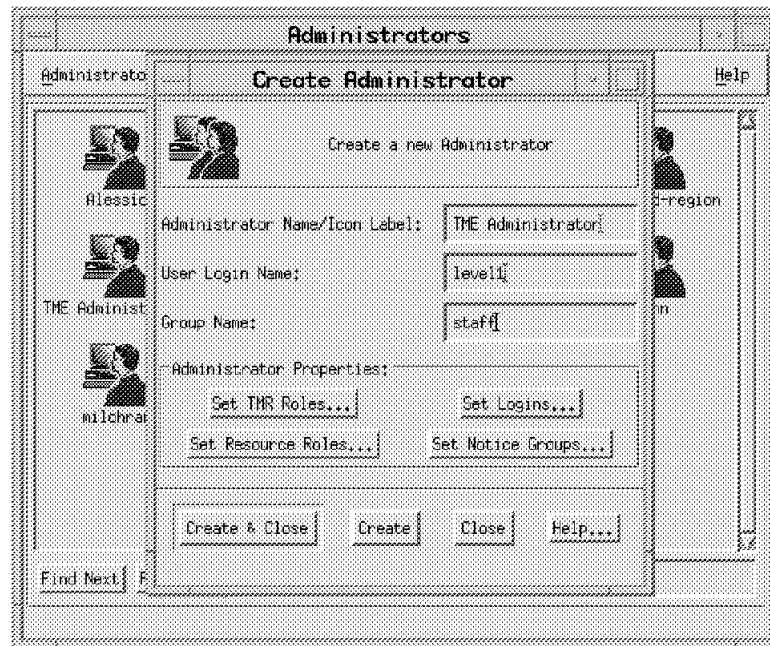 Administrators
Administrato
Help
Create Administrator
Create a new Administrator
Alessic
-region
Administrator Name/Icon Label: TME Administrator
User Login Name: level1
TME Administ
Group Name: staff
Administrator Properties:
Set TMR Roles... Set Logins...
milchra
Set Resource Roles... Set Notice Groups...
Create & Close Create Close Help...
Find Next